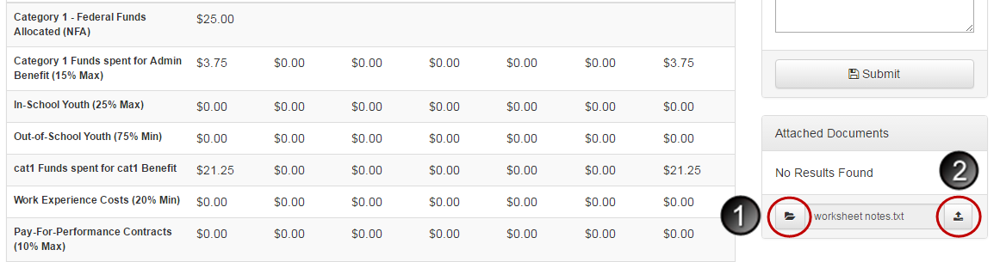 Category 1 - Federal Funds
Allocated (NFA) $25.00
Category 1 Funds spent for Admin
Benefit (15% Max) $3.75 $0.00 $0.00 $0.00 $0.00 $0.00 $3.75
In-School Youth (25% Max) $0.00 $0.00 $0.00 $0.00 $0.00 $0.00 $0.00
Out-of-School Youth (75% Min) $0.00 $0.00 $0.00 $0.00 $0.00 $0.00 $0.00
cat1 Funds spent for cat1 Benefit $21.25 $0.00 $0.00 $0.00 $0.00 $0.00 $21.25
Work Experience Costs (20% Min) $0.00 $0.00 $0.00 $0.00 $0.00 $0.00 $0.00
Pay-For-Performance Contracts
(10% Max) $0.00 $0.00 $0.00 $0.00 $0.00 $0.00 $0.00
Submit
Attached Documents
No Results Found
2
1
worksheet notes.txt